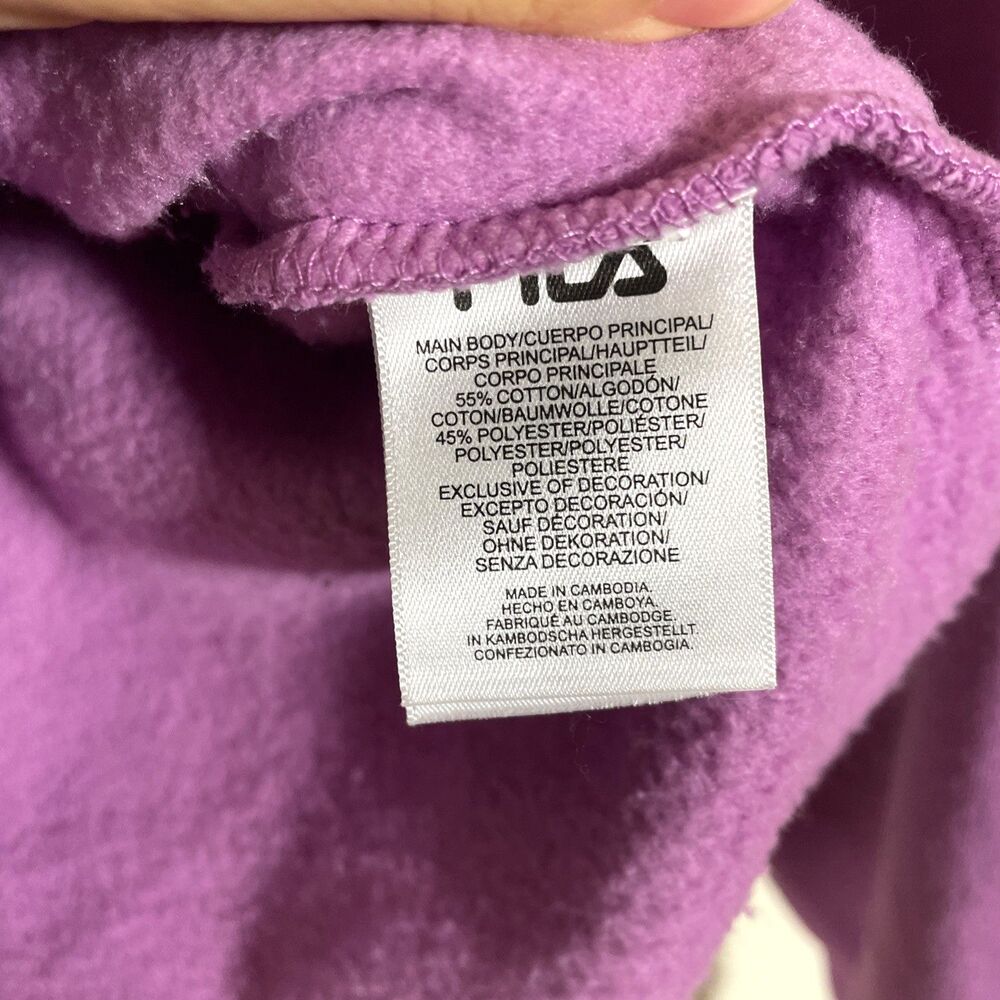 FILA
MAIN BODY/CUERPO PRINCIPAL/
CORPS PRINCIPAL/HAUPTTEIL/
CORPO PRINCIPALE
55% COTTON/ALGODÓN/
COTON/BAUMWOLLE/COTONE
45% POLYESTER/POLIÉSTER/
POLYESTER/POLYESTER/
POLIESTERE
EXCLUSIVE OF DECORATION/
EXCEPTO DECORACIÓN/
SAUF DÉCORATION/
OHNE DEKORATION/
SENZA DECORAZIONE
MADE IN CAMBODIA.
HECHO EN CAMBOYA.
FABRIQUÉ AU CAMBODGE.
IN KAMBODSCHA HERGESTELLT.
CONFEZIONATO IN CAMBOGIA.